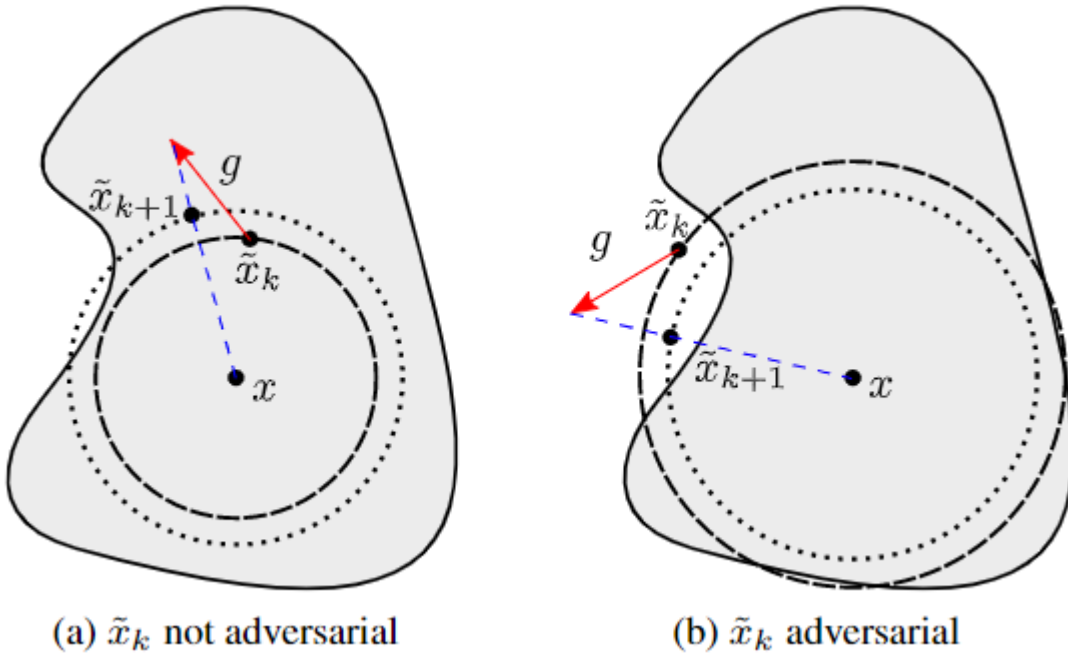 g
x̃ₖ₊₁
x̃ₖ
x
(a) x̃ₖ not adversarial
x̃ₖ
g
x̃ₖ₊₁
x
(b) x̃ₖ adversarial